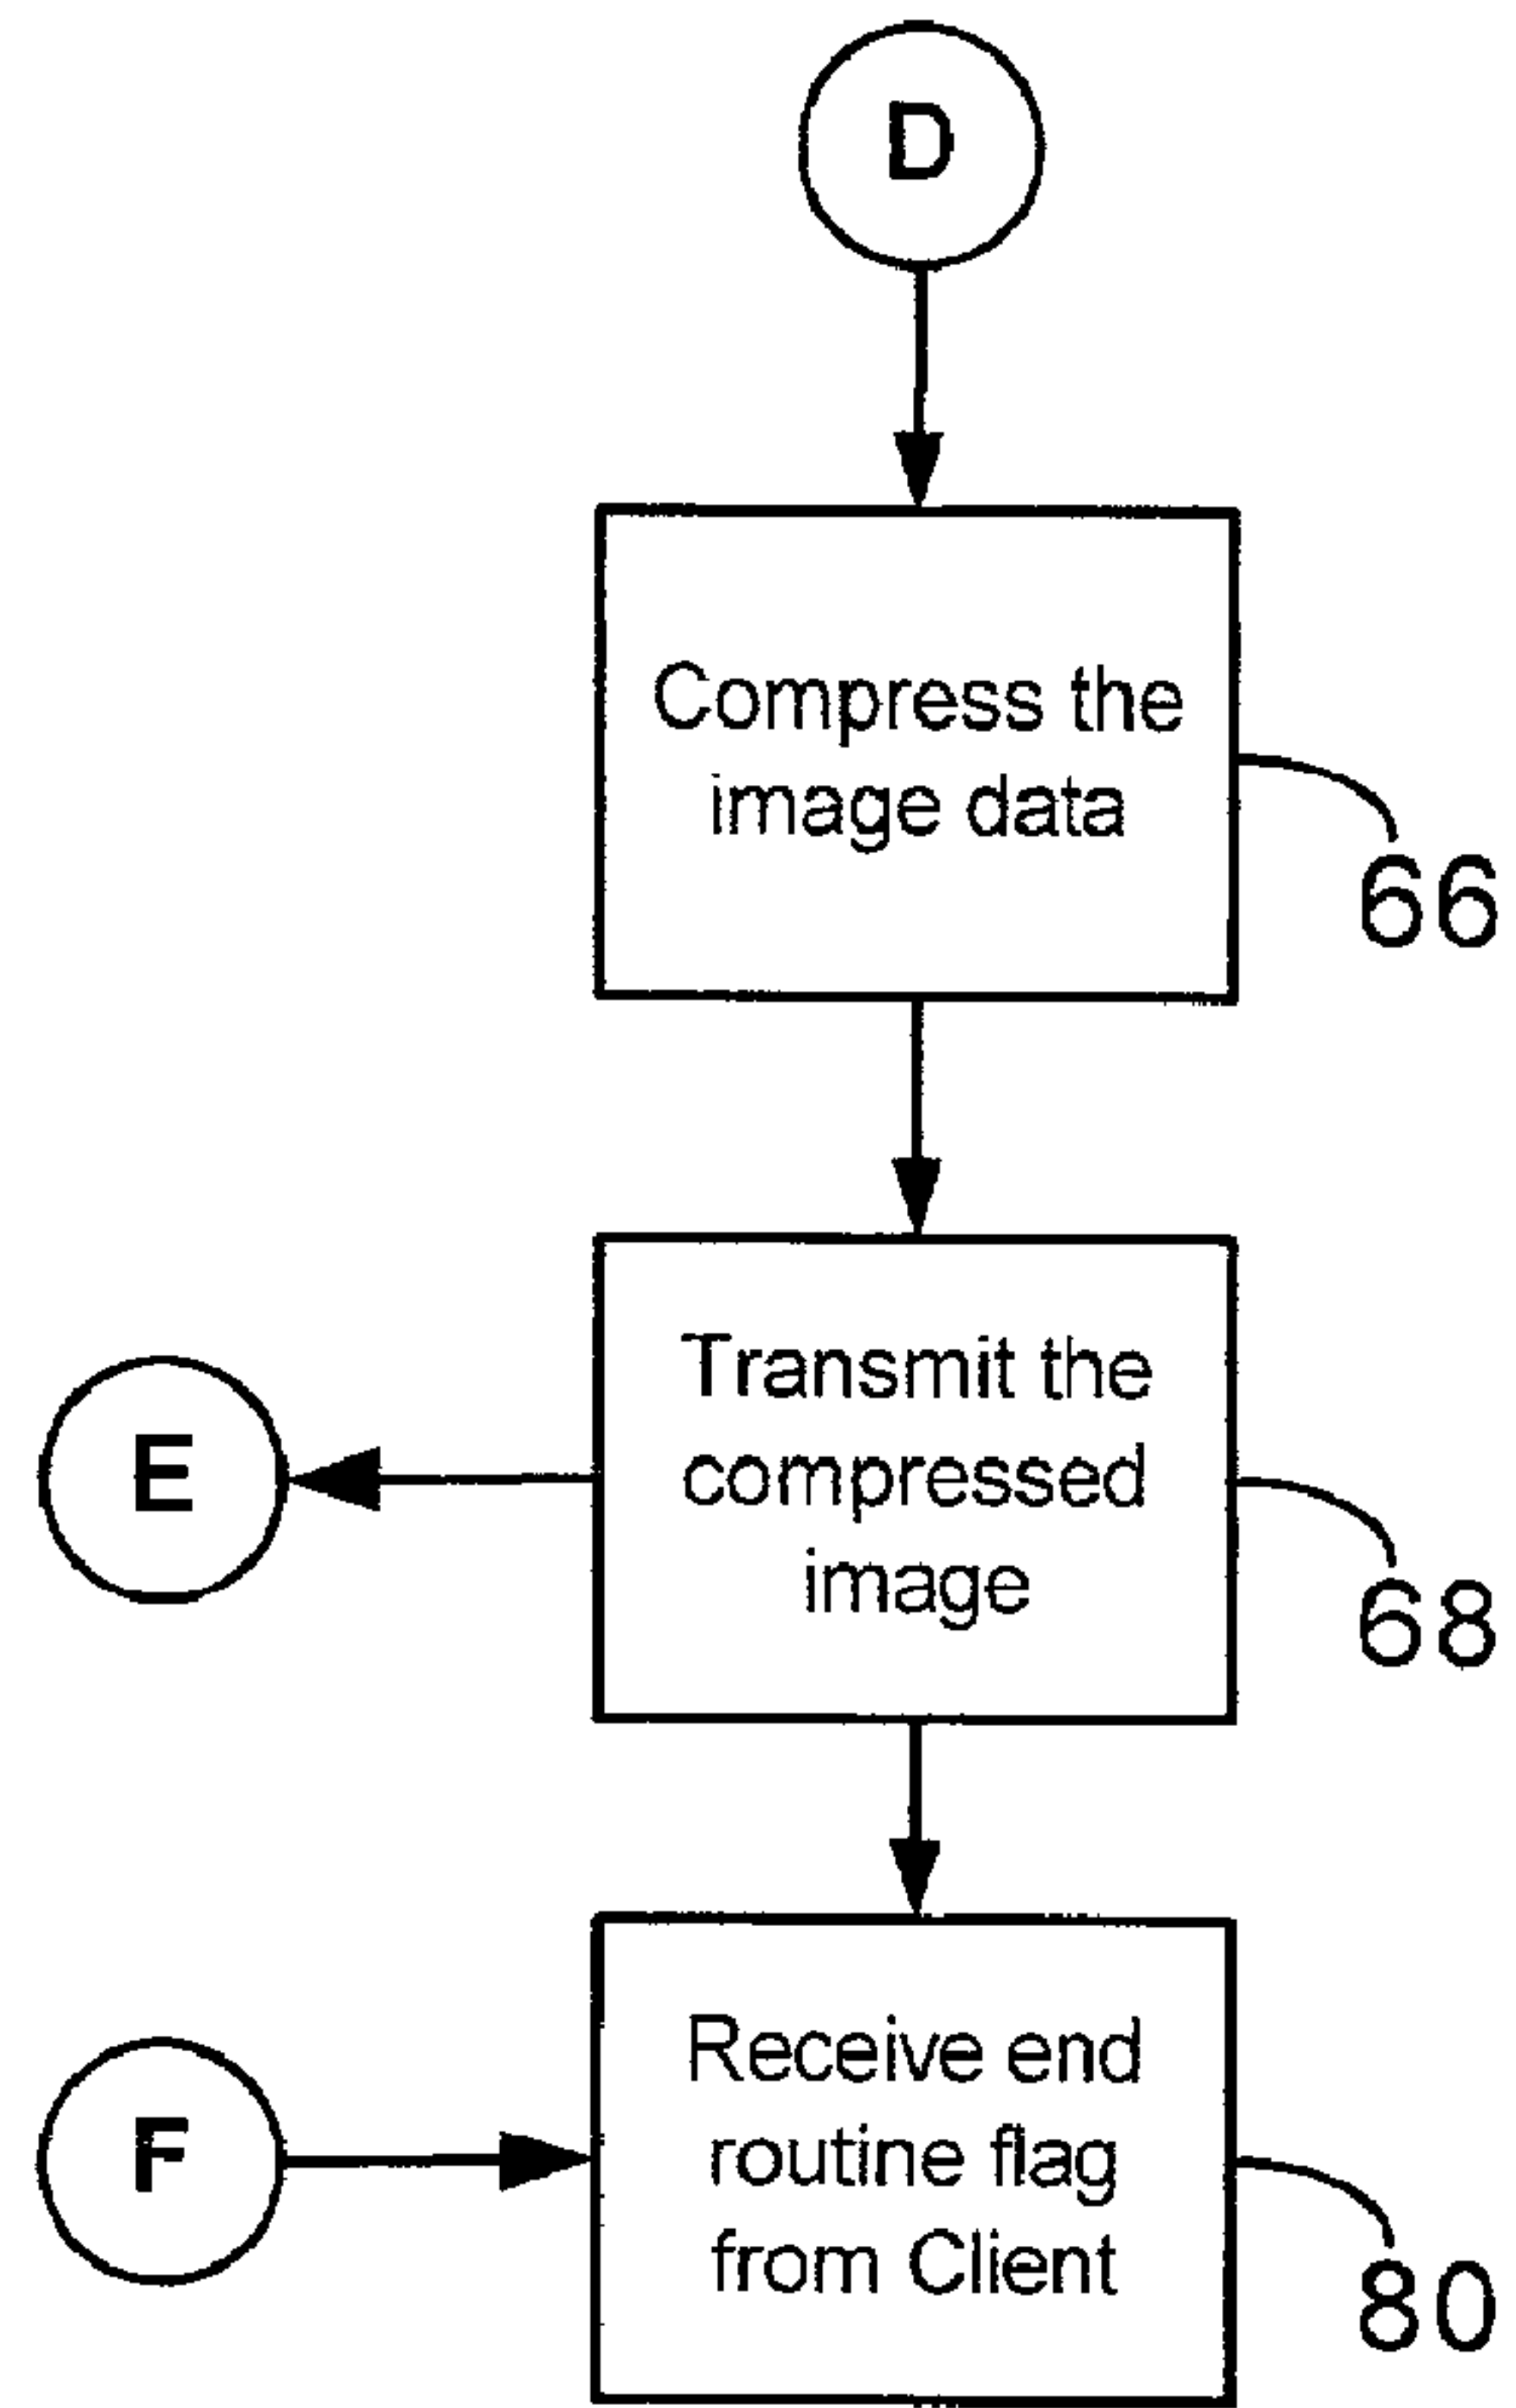 D
Compress the
image data
66
Transmit the
compressed
image
E
68
Receive end
routine flag
from Client
F
80